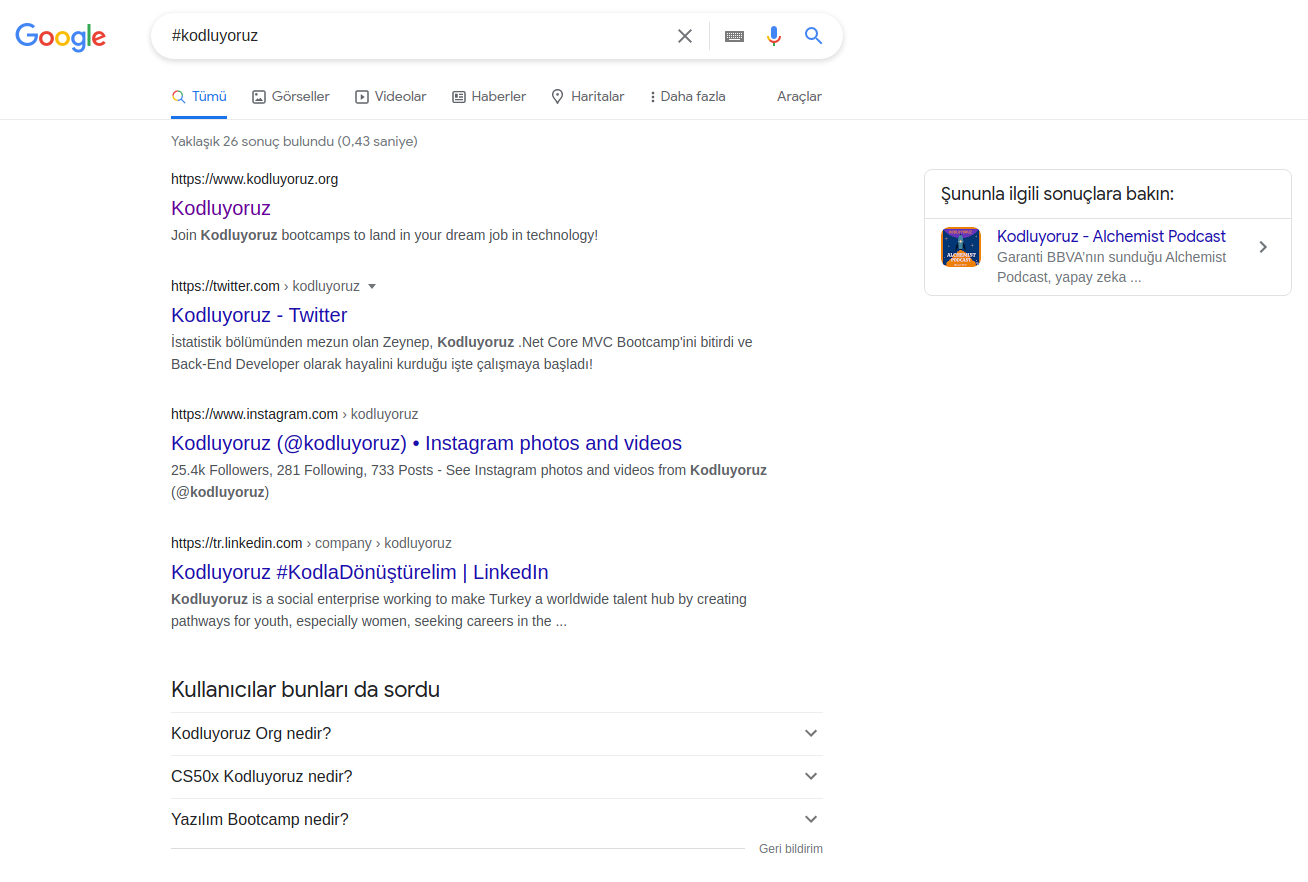 Google
#kodluyoruz
Tümü Görseller Videolar Haberler Haritalar Daha fazla Araçlar
Yaklaşık 26 sonuç bulundu (0,43 saniye)
https://www.kodluyoruz.org
Kodluyoruz
Join Kodluyoruz bootcamps to land in your dream job in technology!
https://twitter.com › kodluyoruz
Kodluyoruz - Twitter
İstatistik bölümünden mezun olan Zeynep, Kodluyoruz .Net Core MVC Bootcamp'ini bitirdi ve
Back-End Developer olarak hayalini kurduğu işte çalışmaya başladı!
https://www.instagram.com › kodluyoruz
Kodluyoruz (@kodluyoruz) • Instagram photos and videos
25.4k Followers, 281 Following, 733 Posts - See Instagram photos and videos from Kodluyoruz
(@kodluyoruz)
https://tr.linkedin.com › company › kodluyoruz
Kodluyoruz #KodlaDönüştürelim | LinkedIn
Kodluyoruz is a social enterprise working to make Turkey a worldwide talent hub by creating
pathways for youth, especially women, seeking careers in the ...
Kullanıcılar bunları da sordu
Kodluyoruz Org nedir?
CS50x Kodluyoruz nedir?
Yazılım Bootcamp nedir?
Geri bildirim
Şununla ilgili sonuçlara bakın:
ALCHEMIST
PODCAST
Kodluyoruz - Alchemist Podcast
Garanti BBVA'nın sunduğu Alchemist
Podcast, yapay zeka ...